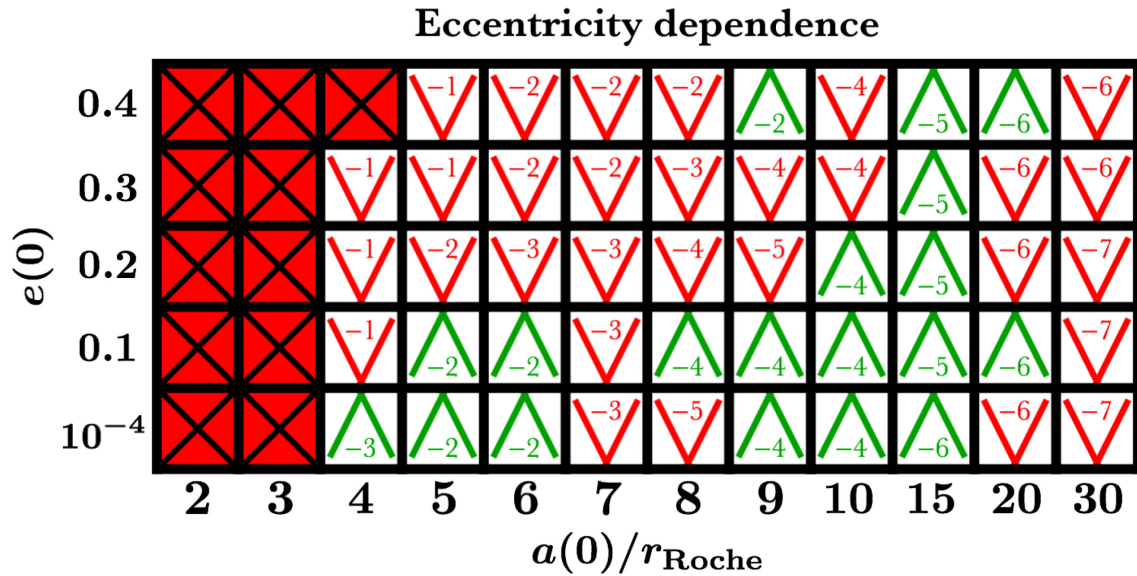 Eccentricity dependence
e(0)
0.4 −1 −2 −2 −2 −2 −4 −5 −6 −6
0.3 −1 −1 −2 −2 −3 −4 −4 −5 −6 −6
0.2 −1 −2 −3 −3 −4 −5 −4 −5 −6 −7
0.1 −1 −2 −2 −3 −4 −4 −4 −5 −6 −7
10⁻⁴ −3 −2 −2 −3 −5 −4 −4 −6 −6 −7
2 3 4 5 6 7 8 9 10 15 20 30
a(0)/r_Roche